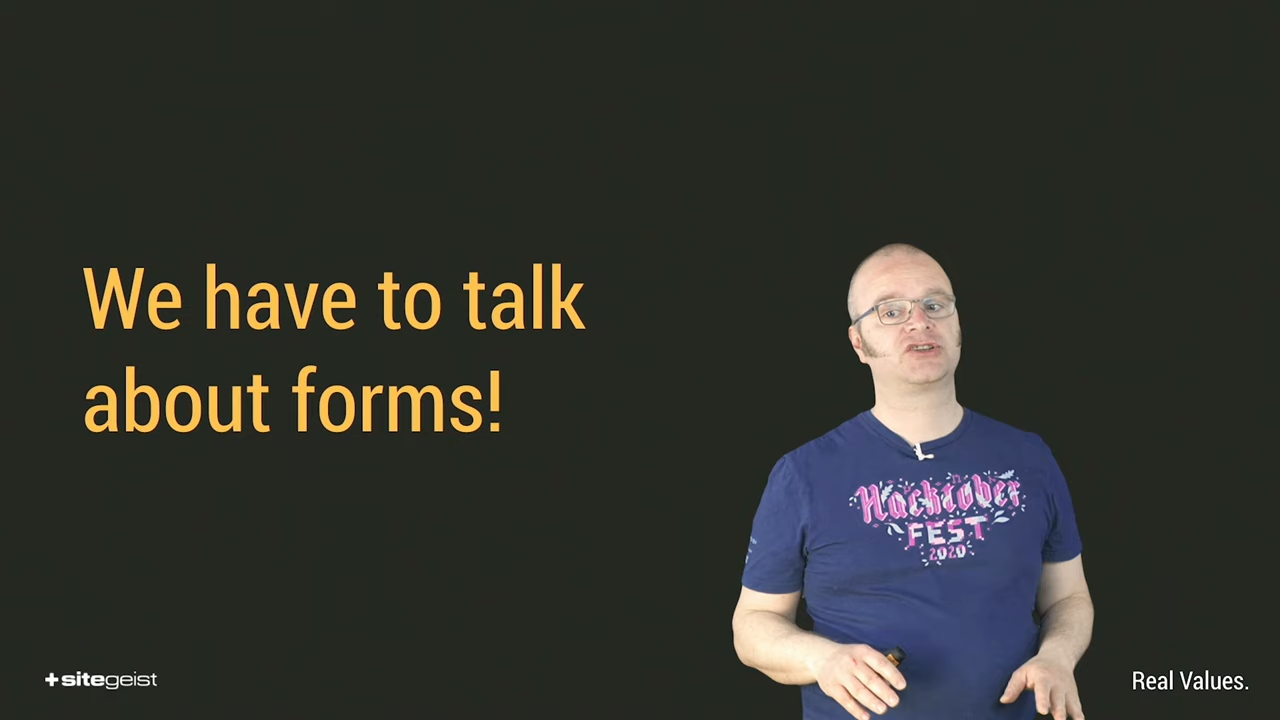 We have to talk
about forms!
Hacktober
FEST
2020
+sitegeist
Real Values.